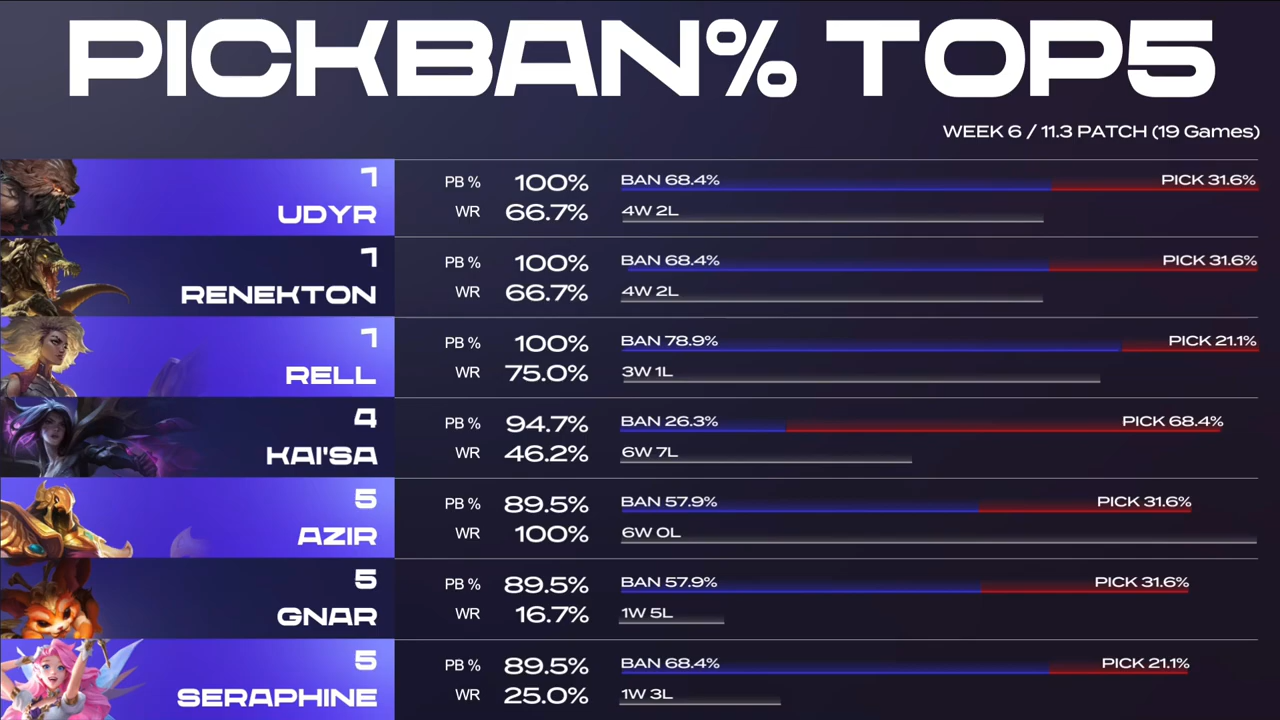 PICKBAN% TOP5
WEEK 6 / 11.3 PATCH (19 Games)
1
UDYR
PB % 100% BAN 68.4% PICK 31.6%
WR 66.7% 4W 2L
1
RENEKTON
PB % 100% BAN 68.4% PICK 31.6%
WR 66.7% 4W 2L
1
RELL
PB % 100% BAN 78.9% PICK 21.1%
WR 75.0% 3W 1L
4
KAI'SA
PB % 94.7% BAN 26.3% PICK 68.4%
WR 46.2% 6W 7L
5
AZIR
PB % 89.5% BAN 57.9% PICK 31.6%
WR 100% 6W 0L
5
GNAR
PB % 89.5% BAN 57.9% PICK 31.6%
WR 16.7% 1W 5L
5
SERAPHINE
PB % 89.5% BAN 68.4% PICK 21.1%
WR 25.0% 1W 3L